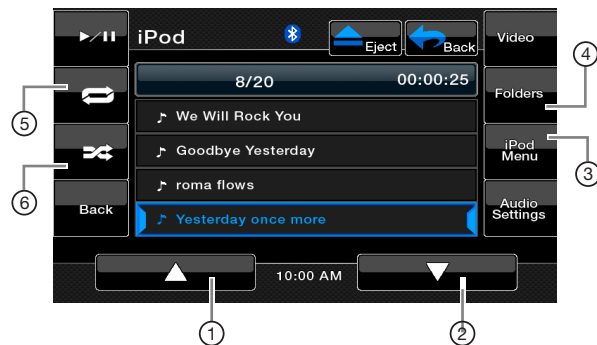 iPod
Eject
Back
Video
8/20
00:00:25
Folders
We Will Rock You
Goodbye Yesterday
iPod
Menu
roma flows
Back
Yesterday once more
Audio
Settings
10:00 AM
1
2
3
4
5
6